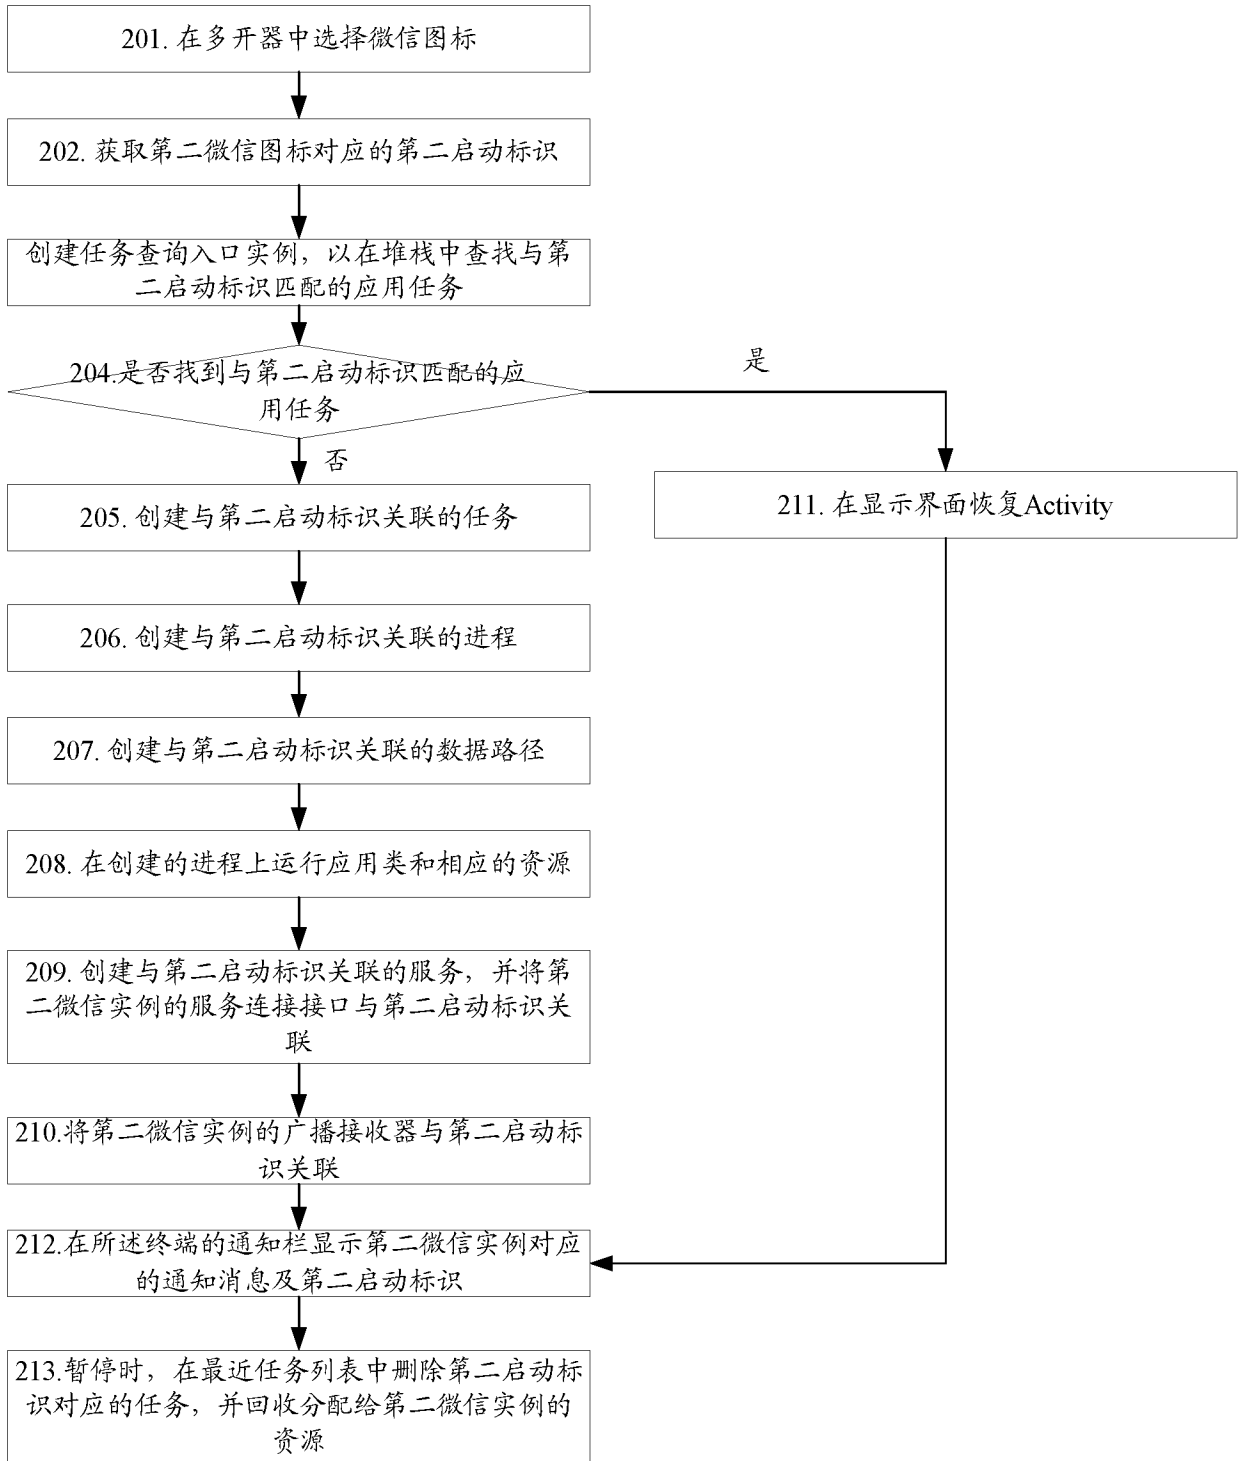 201. 在多开器中选择微信图标
202. 获取第二微信图标对应的第二启动标识
创建任务查询入口实例，以在堆栈中查找与第
二启动标识匹配的应用任务
204.是否找到与第二启动标识匹配的应
用任务
是
否
205. 创建与第二启动标识关联的任务
211. 在显示界面恢复Activity
206. 创建与第二启动标识关联的进程
207. 创建与第二启动标识关联的数据路径
208. 在创建的进程上运行应用类和相应的资源
209. 创建与第二启动标识关联的服务，并将第
二微信实例的服务连接接口与第二启动标识关
联
210.将第二微信实例的广播接收器与第二启动标
识关联
212.在所述终端的通知栏显示第二微信实例对应
的通知消息及第二启动标识
213.暂停时，在最近任务列表中删除第二启动标
识对应的任务，并回收分配给第二微信实例的
资源